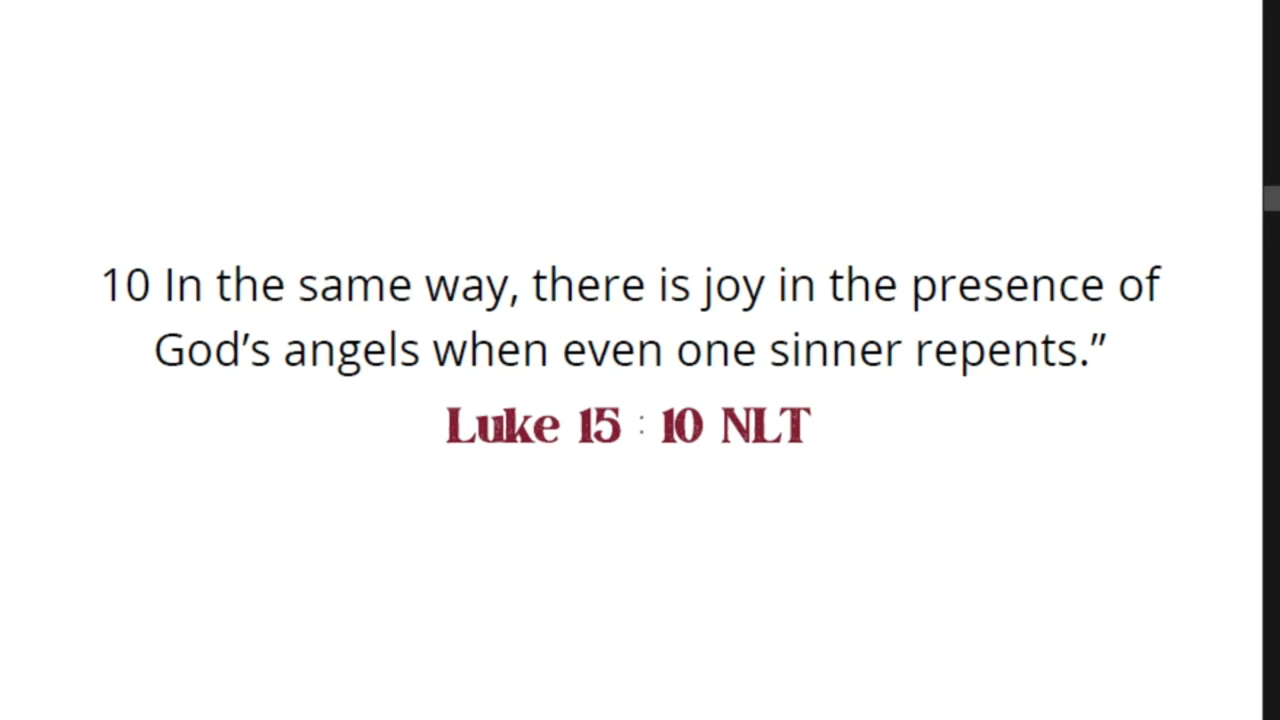 10 In the same way, there is joy in the presence of
God’s angels when even one sinner repents.”
Luke 15 : 10 NLT